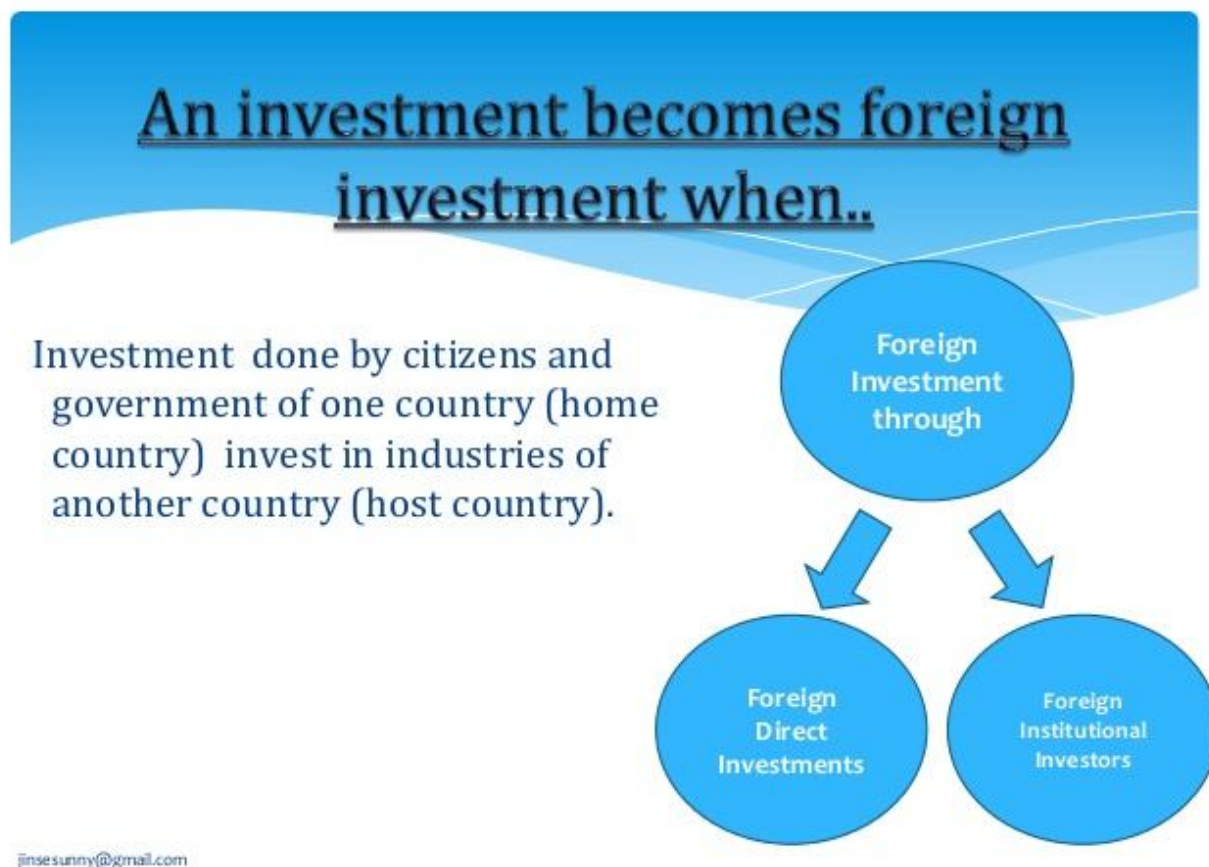 An investment becomes foreign
investment when..
Investment done by citizens and
government of one country (home
country) invest in industries of
another country (host country).
Foreign
Investment
through
Foreign
Direct
Investments
Foreign
Institutional
Investors
jinsesunny@gmail.com